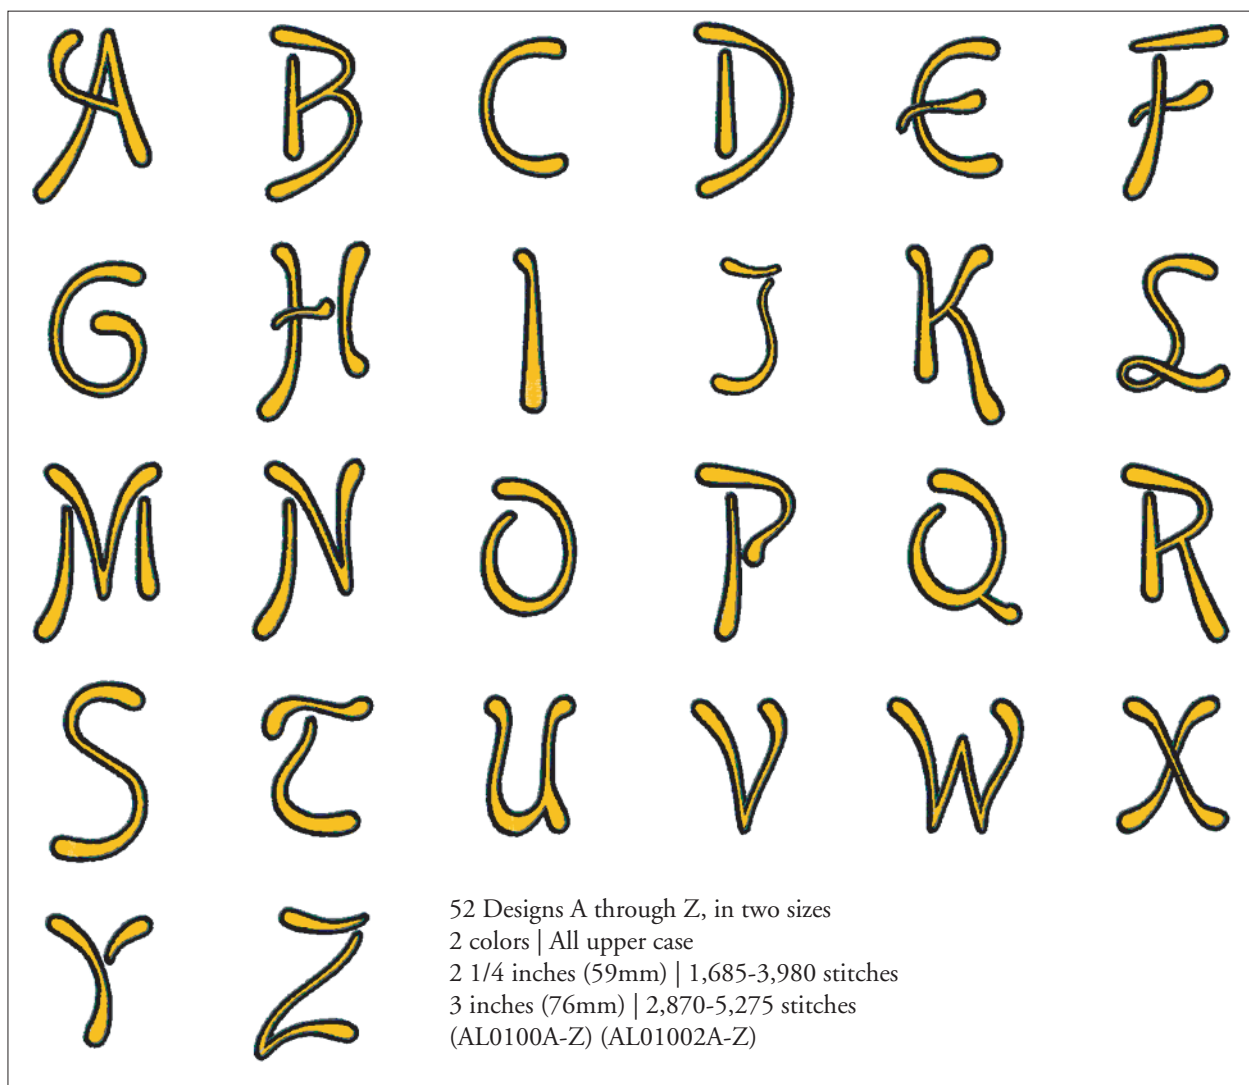 A B C D E F
G H I J K L
M N O P Q R
S T U V W X
Y Z
52 Designs A through Z, in two sizes
2 colors | All upper case
2 1/4 inches (59mm) | 1,685-3,980 stitches
3 inches (76mm) | 2,870-5,275 stitches
(AL0100A-Z) (AL01002A-Z)